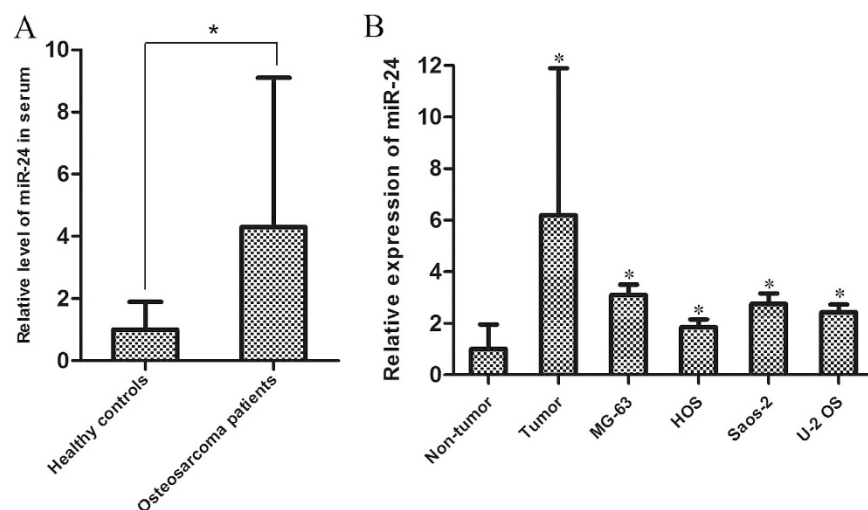 A
*
Relative level of miR-24 in serum
10
8
6
4
2
0
Healthy controls
Osteosarcoma patients
B
Relative expression of miR-24
12
10
8
6
4
2
0
*
*
*
*
*
Non-tumor
Tumor
MG-63
HOS
Saos-2
U-2 OS